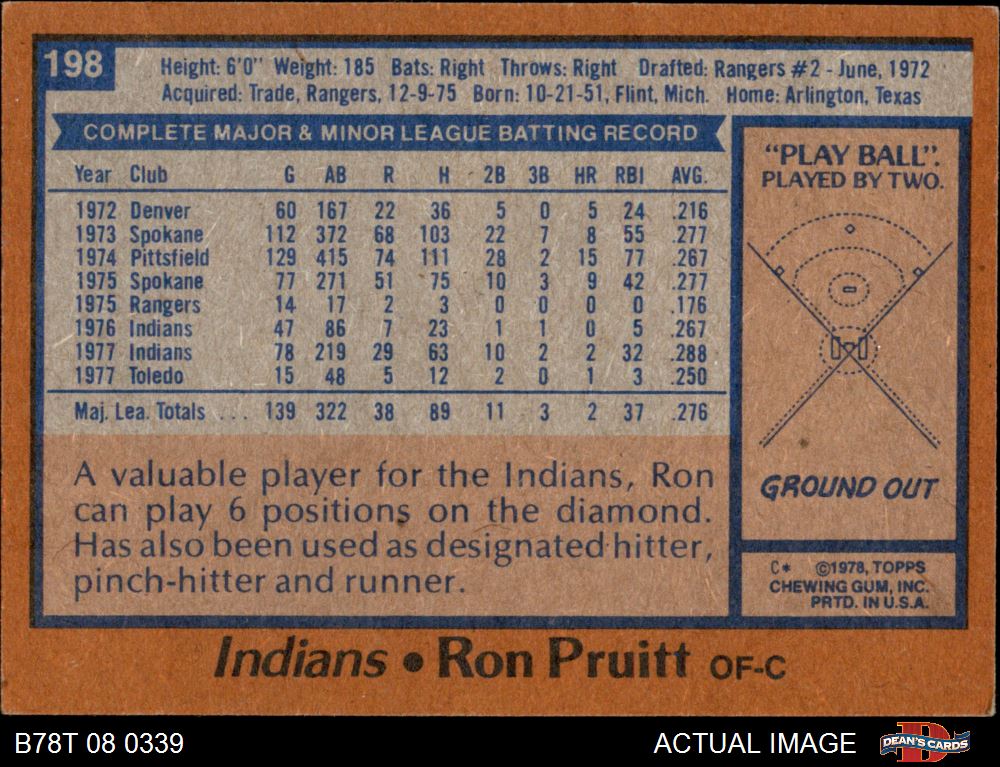 198
Height: 6'0" Weight: 185 Bats: Right Throws: Right Drafted: Rangers #2 - June, 1972
Acquired: Trade, Rangers, 12-9-75 Born: 10-21-51, Flint, Mich. Home: Arlington, Texas
COMPLETE MAJOR & MINOR LEAGUE BATTING RECORD
Year Club G AB R H 2B 3B HR RBI AVG.
1972 Denver 60 167 22 36 5 0 5 24 .216
1973 Spokane 112 372 68 103 22 7 8 55 .277
1974 Pittsfield 129 415 74 111 28 2 15 77 .267
1975 Spokane 77 271 51 75 10 3 9 42 .277
1975 Rangers 14 17 2 3 0 0 0 0 .176
1976 Indians 47 86 7 23 1 1 0 5 .267
1977 Indians 78 219 29 63 10 2 2 32 .288
1977 Toledo 15 48 5 12 2 0 1 3 .250
Maj. Lea. Totals . . . 139 322 38 89 11 3 2 37 .276
A valuable player for the Indians, Ron
can play 6 positions on the diamond.
Has also been used as designated hitter,
pinch-hitter and runner.
"PLAY BALL".
PLAYED BY TWO.
GROUND OUT
C* ©1978, TOPPS
CHEWING GUM, INC.
PRTD. IN U.S.A.
Indians • Ron Pruitt OF-C
B78T 08 0339
ACTUAL IMAGE
D
DEAN'S CARDS